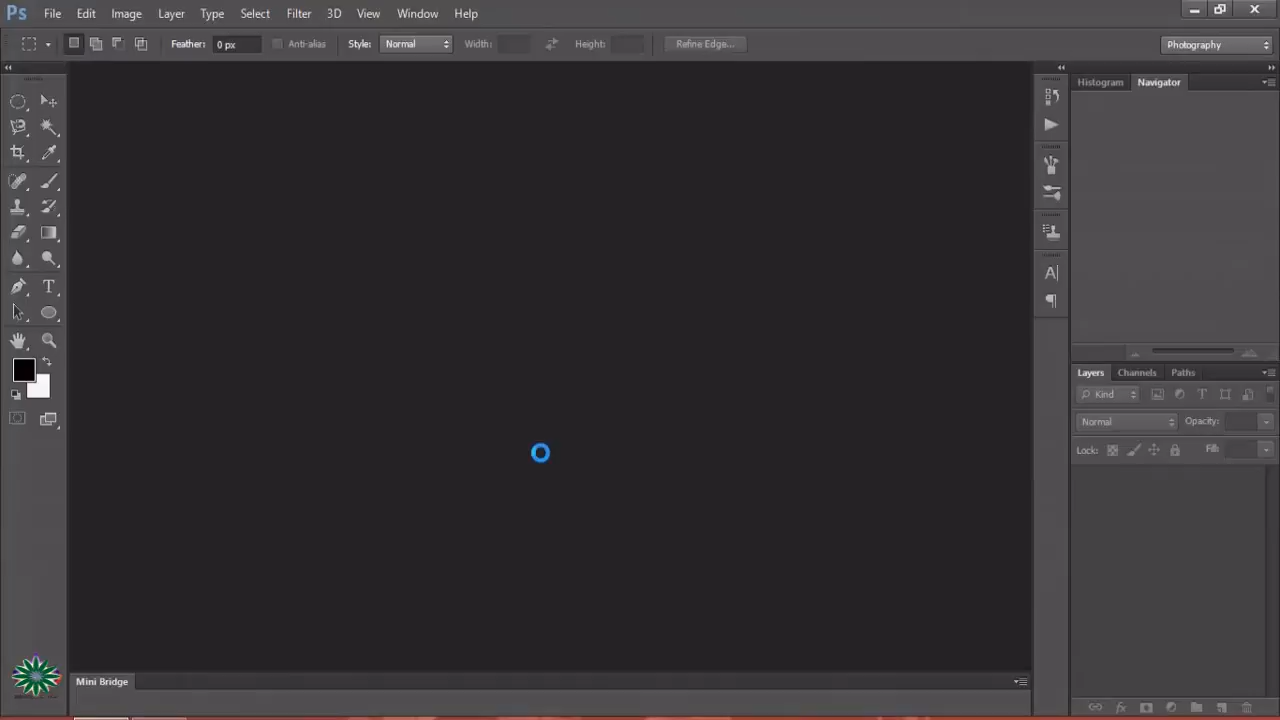 Ps File Edit Image Layer Type Select Filter 3D View Window Help
Feather: 0 px Anti-alias Style: Normal Width: Height: Refine Edge... Photography
Histogram Navigator
Layers Channels Paths
Kind
Normal Opacity:
Lock: Fill:
Mini Bridge